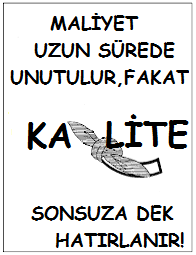 MALİYET
UZUN SÜREDE
UNUTULUR,FAKAT
KALİTE
SONSUZA DEK
HATIRLANIR!